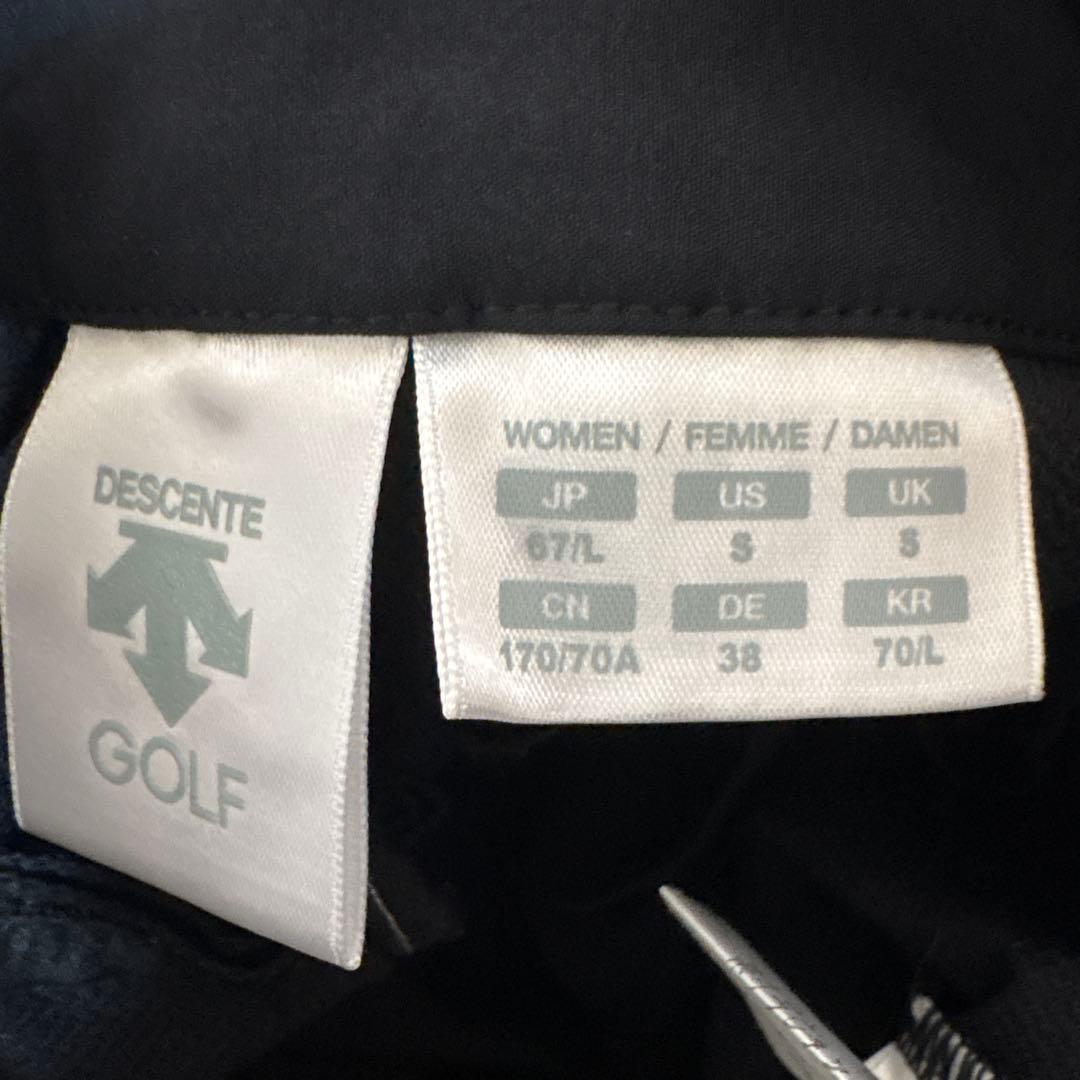 DESCENTE
GOLF
WOMEN / FEMME / DAMEN
JP US UK
67/L S S
CN DE KR
170/70A 38 70/L